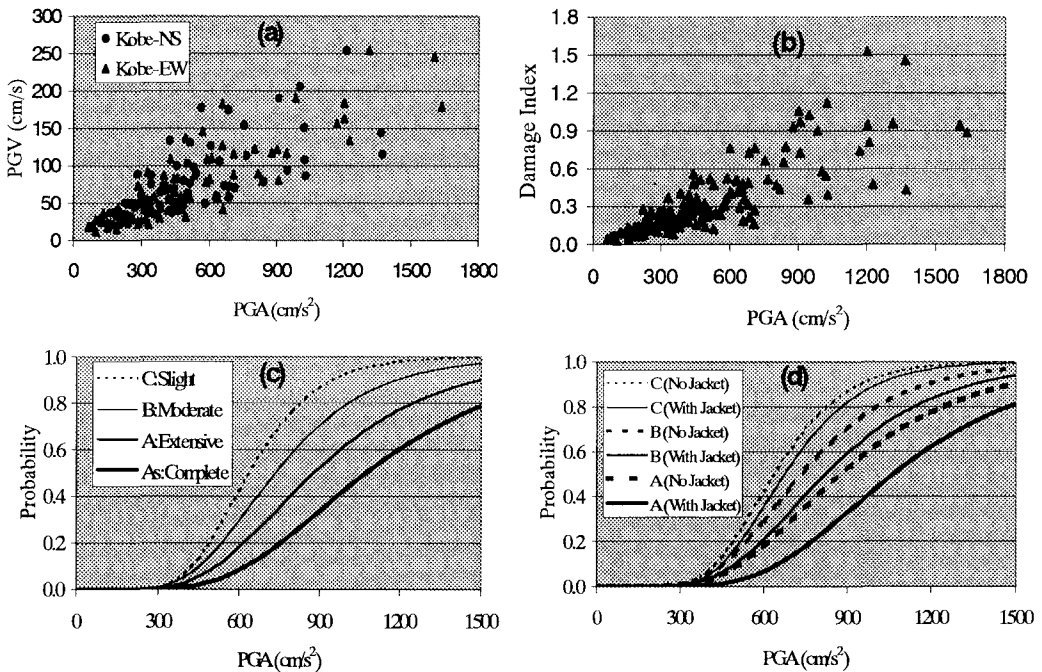 (a)
300
250
200
150
100
50
0
PGV (cm/s)
Kobe-NS
Kobe-EW
0 300 600 900 1200 1500 1800
PGA (cm/s²)
(b)
1.8
1.5
1.2
0.9
0.6
0.3
0.0
Damage Index
0 300 600 900 1200 1500 1800
PGA (cm/s²)
(c)
1.0
0.8
0.6
0.4
0.2
0.0
Probability
C:Slight
B:Moderate
A:Extensive
As:Complete
0 300 600 900 1200 1500
PGA (cm/s²)
(d)
1.0
0.8
0.6
0.4
0.2
0.0
Probability
C (No Jacket)
C (With Jacket)
B (No Jacket)
B (With Jacket)
A (No Jacket)
A (With Jacket)
0 300 600 900 1200 1500
PGA (cm/s²)